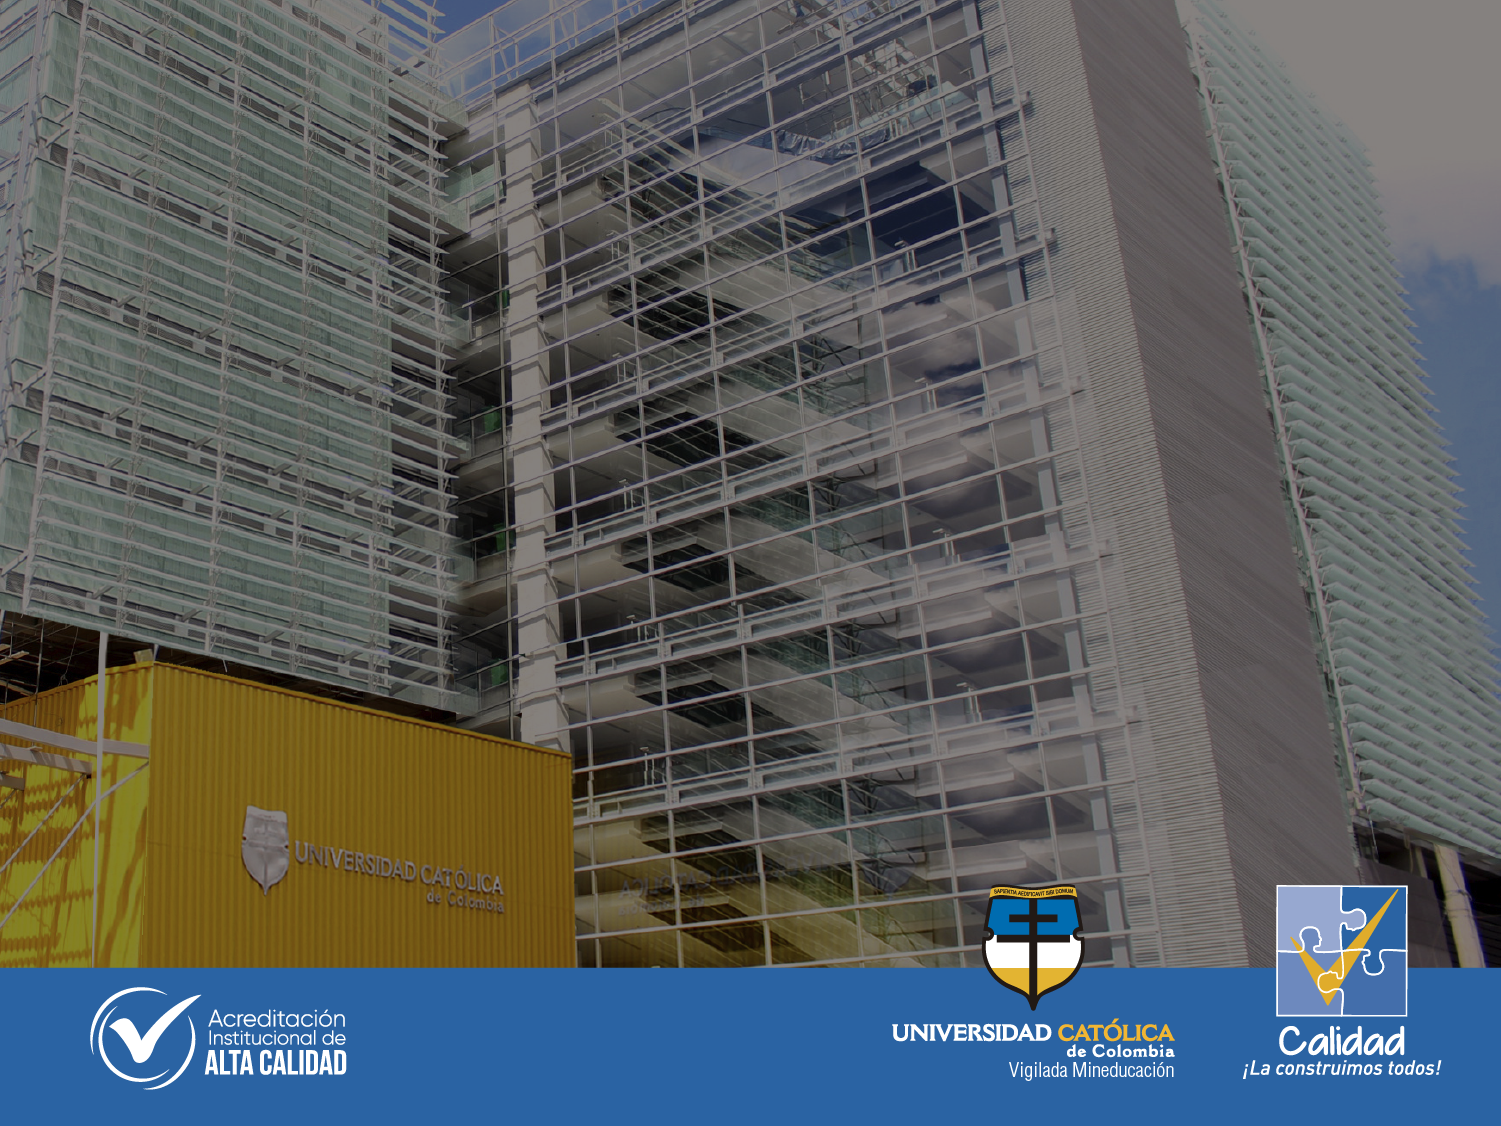 UNIVERSIDAD CATÓLICA
de Colombia
SAPIENTIA AEDIFICAVIT SIBI DOMUM
Acreditación
Institucional de
ALTA CALIDAD
UNIVERSIDAD CATÓLICA
de Colombia
Vigilada Mineducación
Calidad
¡La construimos todos!